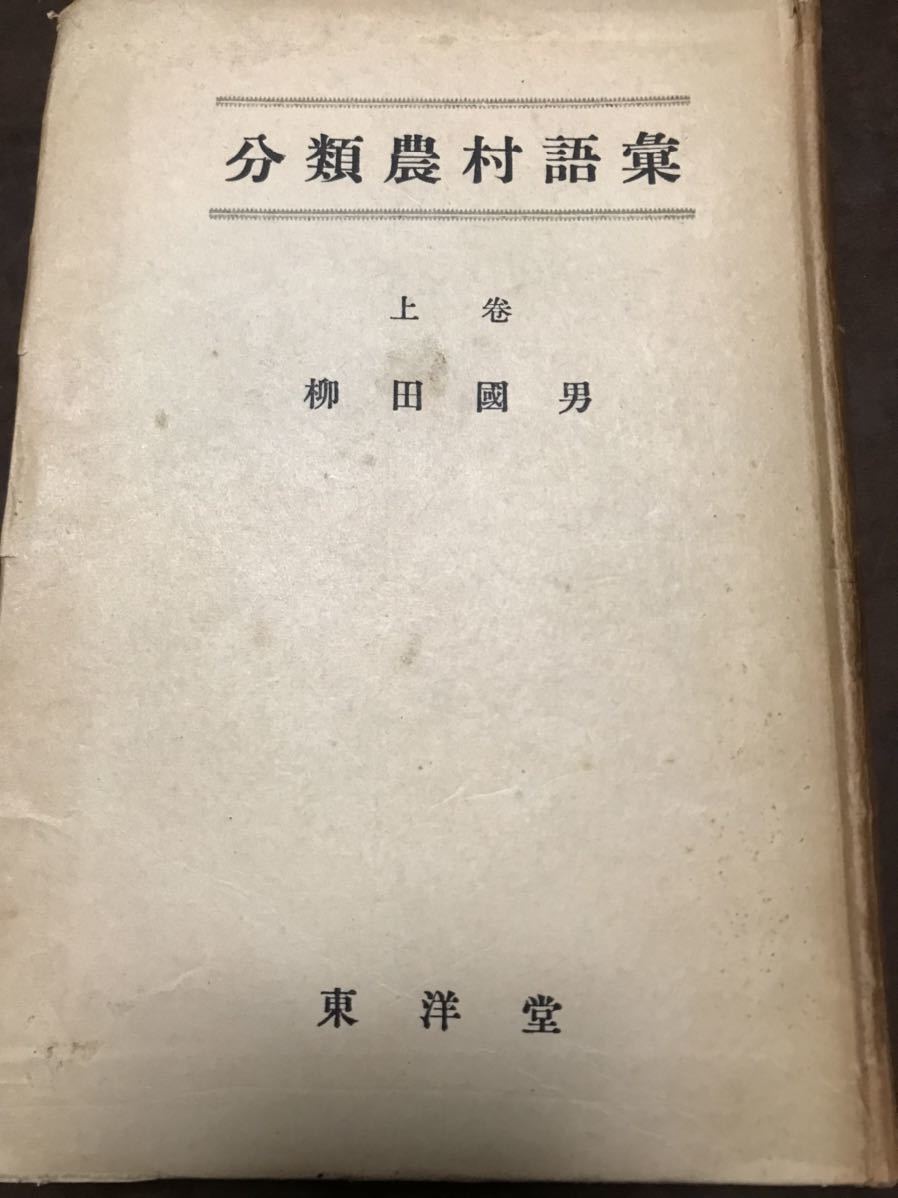 分類農村語彙
上卷
柳田國男
東洋堂